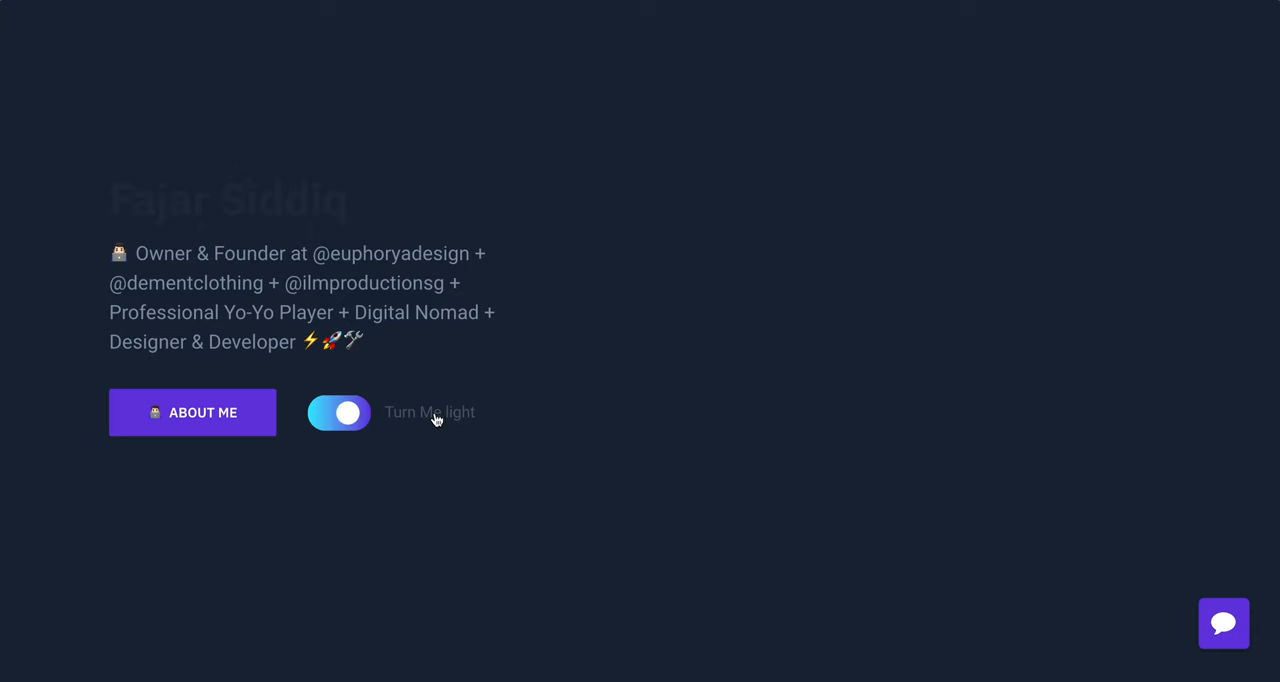 Fajar Siddiq
👨🏻‍💻 Owner & Founder at @euphoryadesign +
@dementclothing + @ilmproductionsg +
Professional Yo-Yo Player + Digital Nomad +
Designer & Developer ⚡🚀🛠
👨🏻‍💻 ABOUT ME
Turn Me light